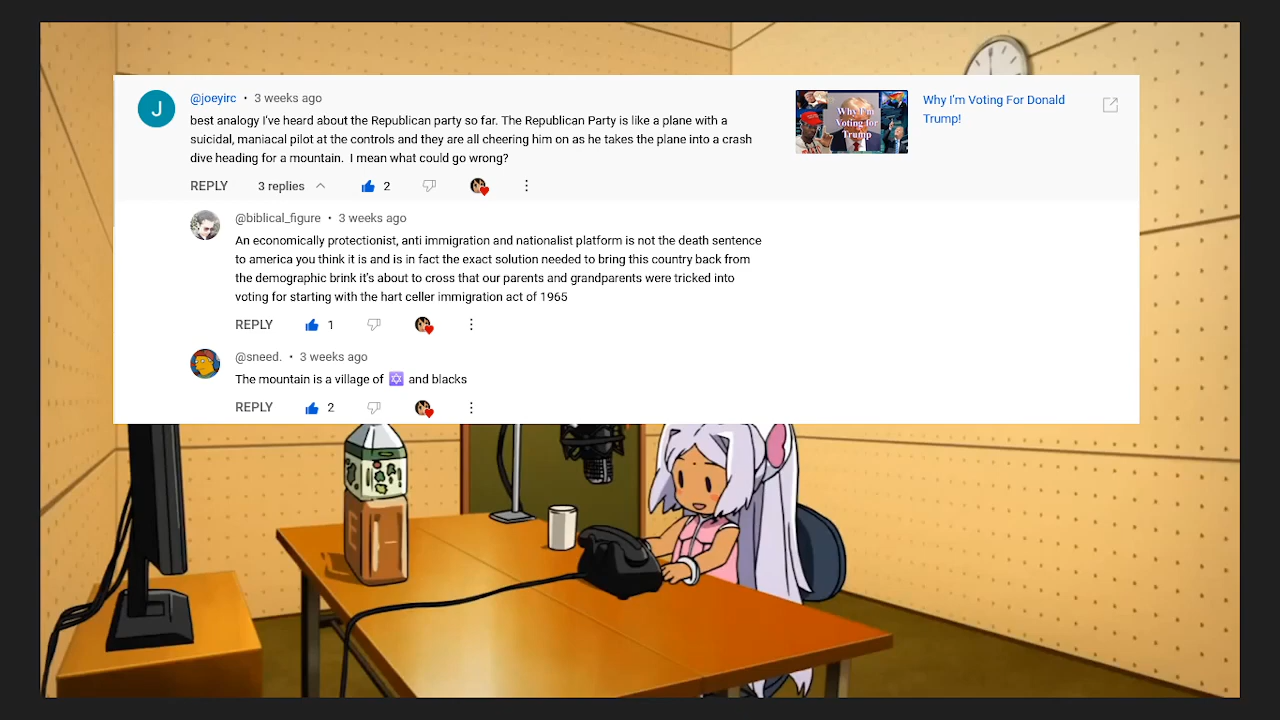 @joeyirc • 3 weeks ago
best analogy I've heard about the Republican party so far. The Republican Party is like a plane with a
suicidal, maniacal pilot at the controls and they are all cheering him on as he takes the plane into a crash
dive heading for a mountain.  I mean what could go wrong?
REPLY 3 replies 2
Why I'm
Voting for
Trump
Why I'm Voting For Donald
Trump!
J
@biblical_figure • 3 weeks ago
An economically protectionist, anti immigration and nationalist platform is not the death sentence
to america you think it is and is in fact the exact solution needed to bring this country back from
the demographic brink it's about to cross that our parents and grandparents were tricked into
voting for starting with the hart celler immigration act of 1965
REPLY 1
@sneed. • 3 weeks ago
The mountain is a village of 🔯 and blacks
REPLY 2